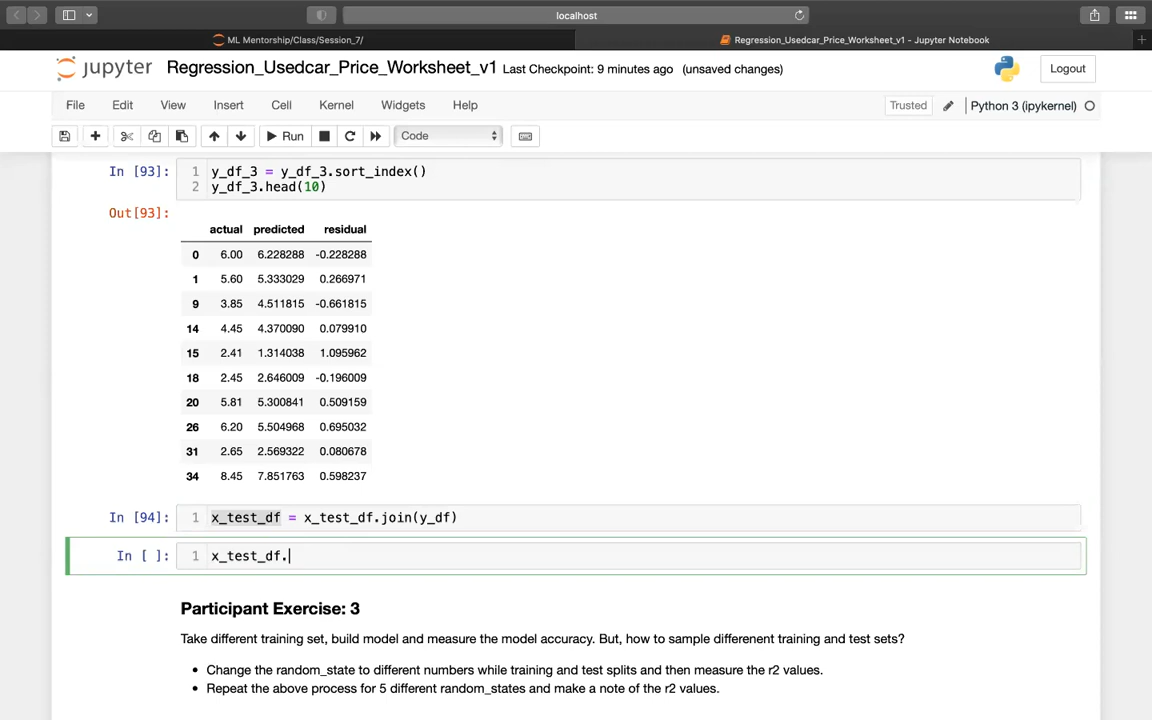 localhost
ML Mentorship/Class/Session_7/
Regression_Usedcar_Price_Worksheet_v1 - Jupyter Notebook
jupyter Regression_Usedcar_Price_Worksheet_v1 Last Checkpoint: 9 minutes ago (unsaved changes)
Logout
File Edit View Insert Cell Kernel Widgets Help
Trusted Python 3 (ipykernel)
Run Code
In [93]: 1 y_df_3 = y_df_3.sort_index()
2 y_df_3.head(10)
Out[93]:
actual predicted residual
0 6.00 6.228288 -0.228288
1 5.60 5.333029 0.266971
9 3.85 4.511815 -0.661815
14 4.45 4.370090 0.079910
15 2.41 1.314038 1.095962
18 2.45 2.646009 -0.196009
20 5.81 5.300841 0.509159
26 6.20 5.504968 0.695032
31 2.65 2.569322 0.080678
34 8.45 7.851763 0.598237
In [94]: 1 x_test_df = x_test_df.join(y_df)
In [ ]: 1 x_test_df.
Participant Exercise: 3
Take different training set, build model and measure the model accuracy. But, how to sample differenent training and test sets?
• Change the random_state to different numbers while training and test splits and then measure the r2 values.
• Repeat the above process for 5 different random_states and make a note of the r2 values.